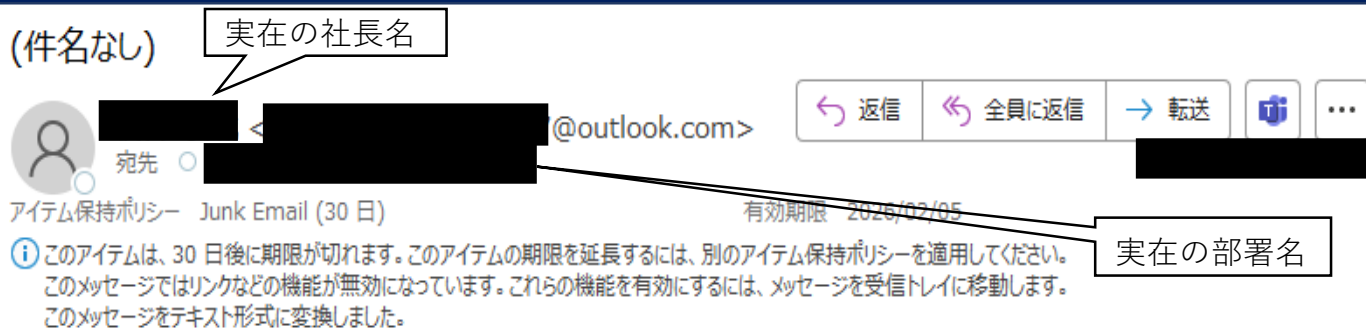 (件名なし)
実在の社長名
<
@outlook.com>
返信
全員に返信
転送
宛先
アイテム保持ポリシー Junk Email (30 日)
有効期限 2026/02/05
このアイテムは、30 日後に期限が切れます。このアイテムの期限を延長するには、別のアイテム保持ポリシーを適用してください。
このメッセージではリンクなどの機能が無効になっています。これらの機能を有効にするには、メッセージを受信トレイに移動します。
このメッセージをテキスト形式に変換しました。
実在の部署名